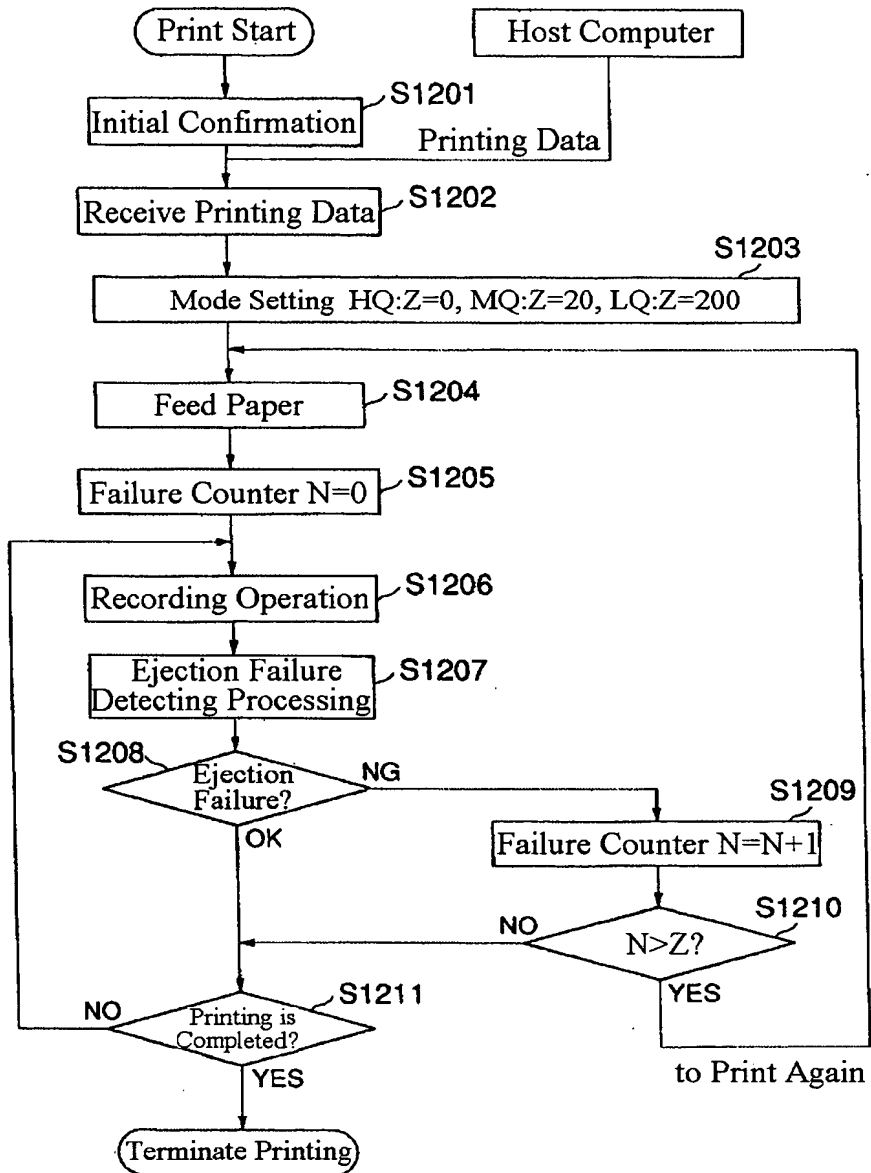 Print Start
Host Computer
S1201
Initial Confirmation
Printing Data
S1202
Receive Printing Data
S1203
Mode Setting HQ:Z=0, MQ:Z=20, LQ:Z=200
S1204
Feed Paper
S1205
Failure Counter N=0
S1206
Recording Operation
S1207
Ejection Failure
Detecting Processing
S1208
Ejection
Failure?
NG
OK
S1209
Failure Counter N=N+1
S1210
N>Z?
NO
YES
to Print Again
S1211
Printing is
Completed?
NO
YES
Terminate Printing